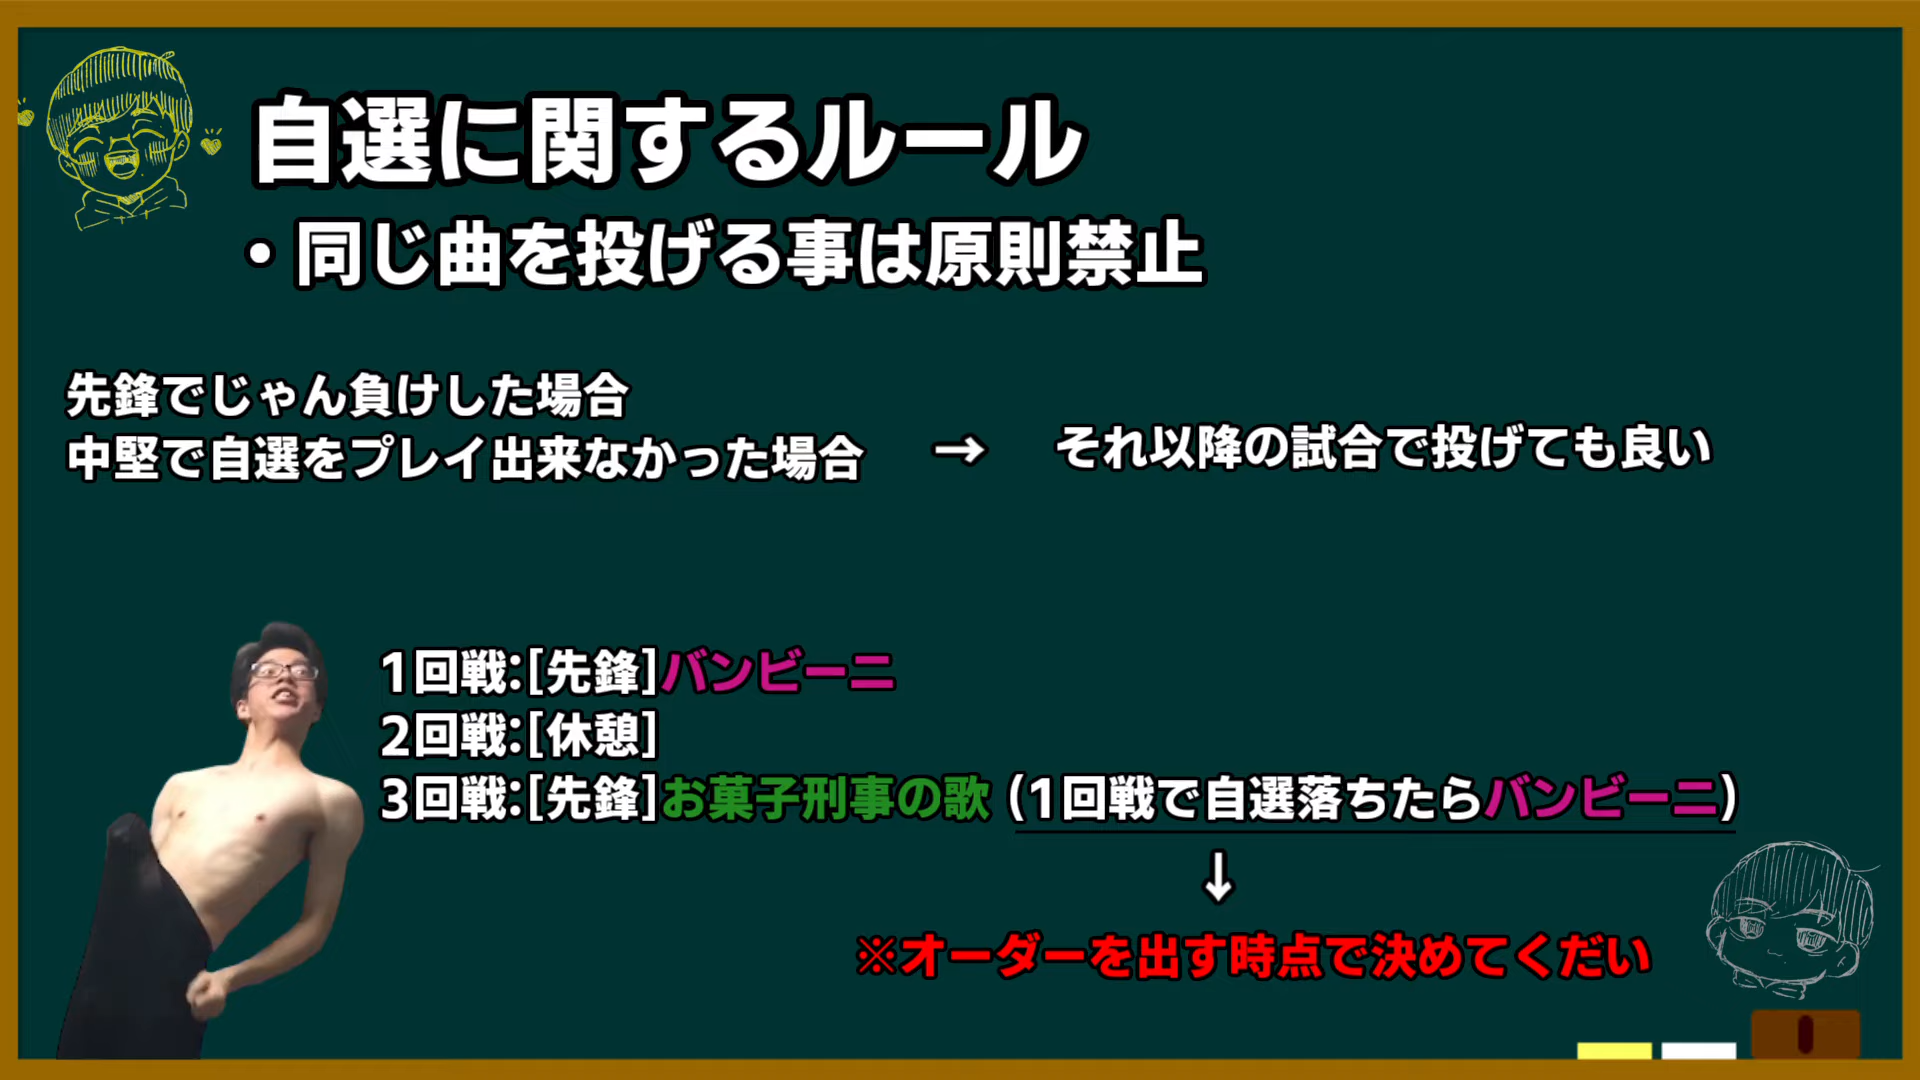 自選に関するルール
・同じ曲を投げる事は原則禁止
先鋒でじゃん負けした場合
中堅で自選をプレイ出来なかった場合 → それ以降の試合で投げても良い
1回戦:[先鋒]バンビーニ
2回戦:[休憩]
3回戦:[先鋒]お菓子刑事の歌 (1回戦で自選落ちたらバンビーニ)
↓
※オーダーを出す時点で決めてくだい